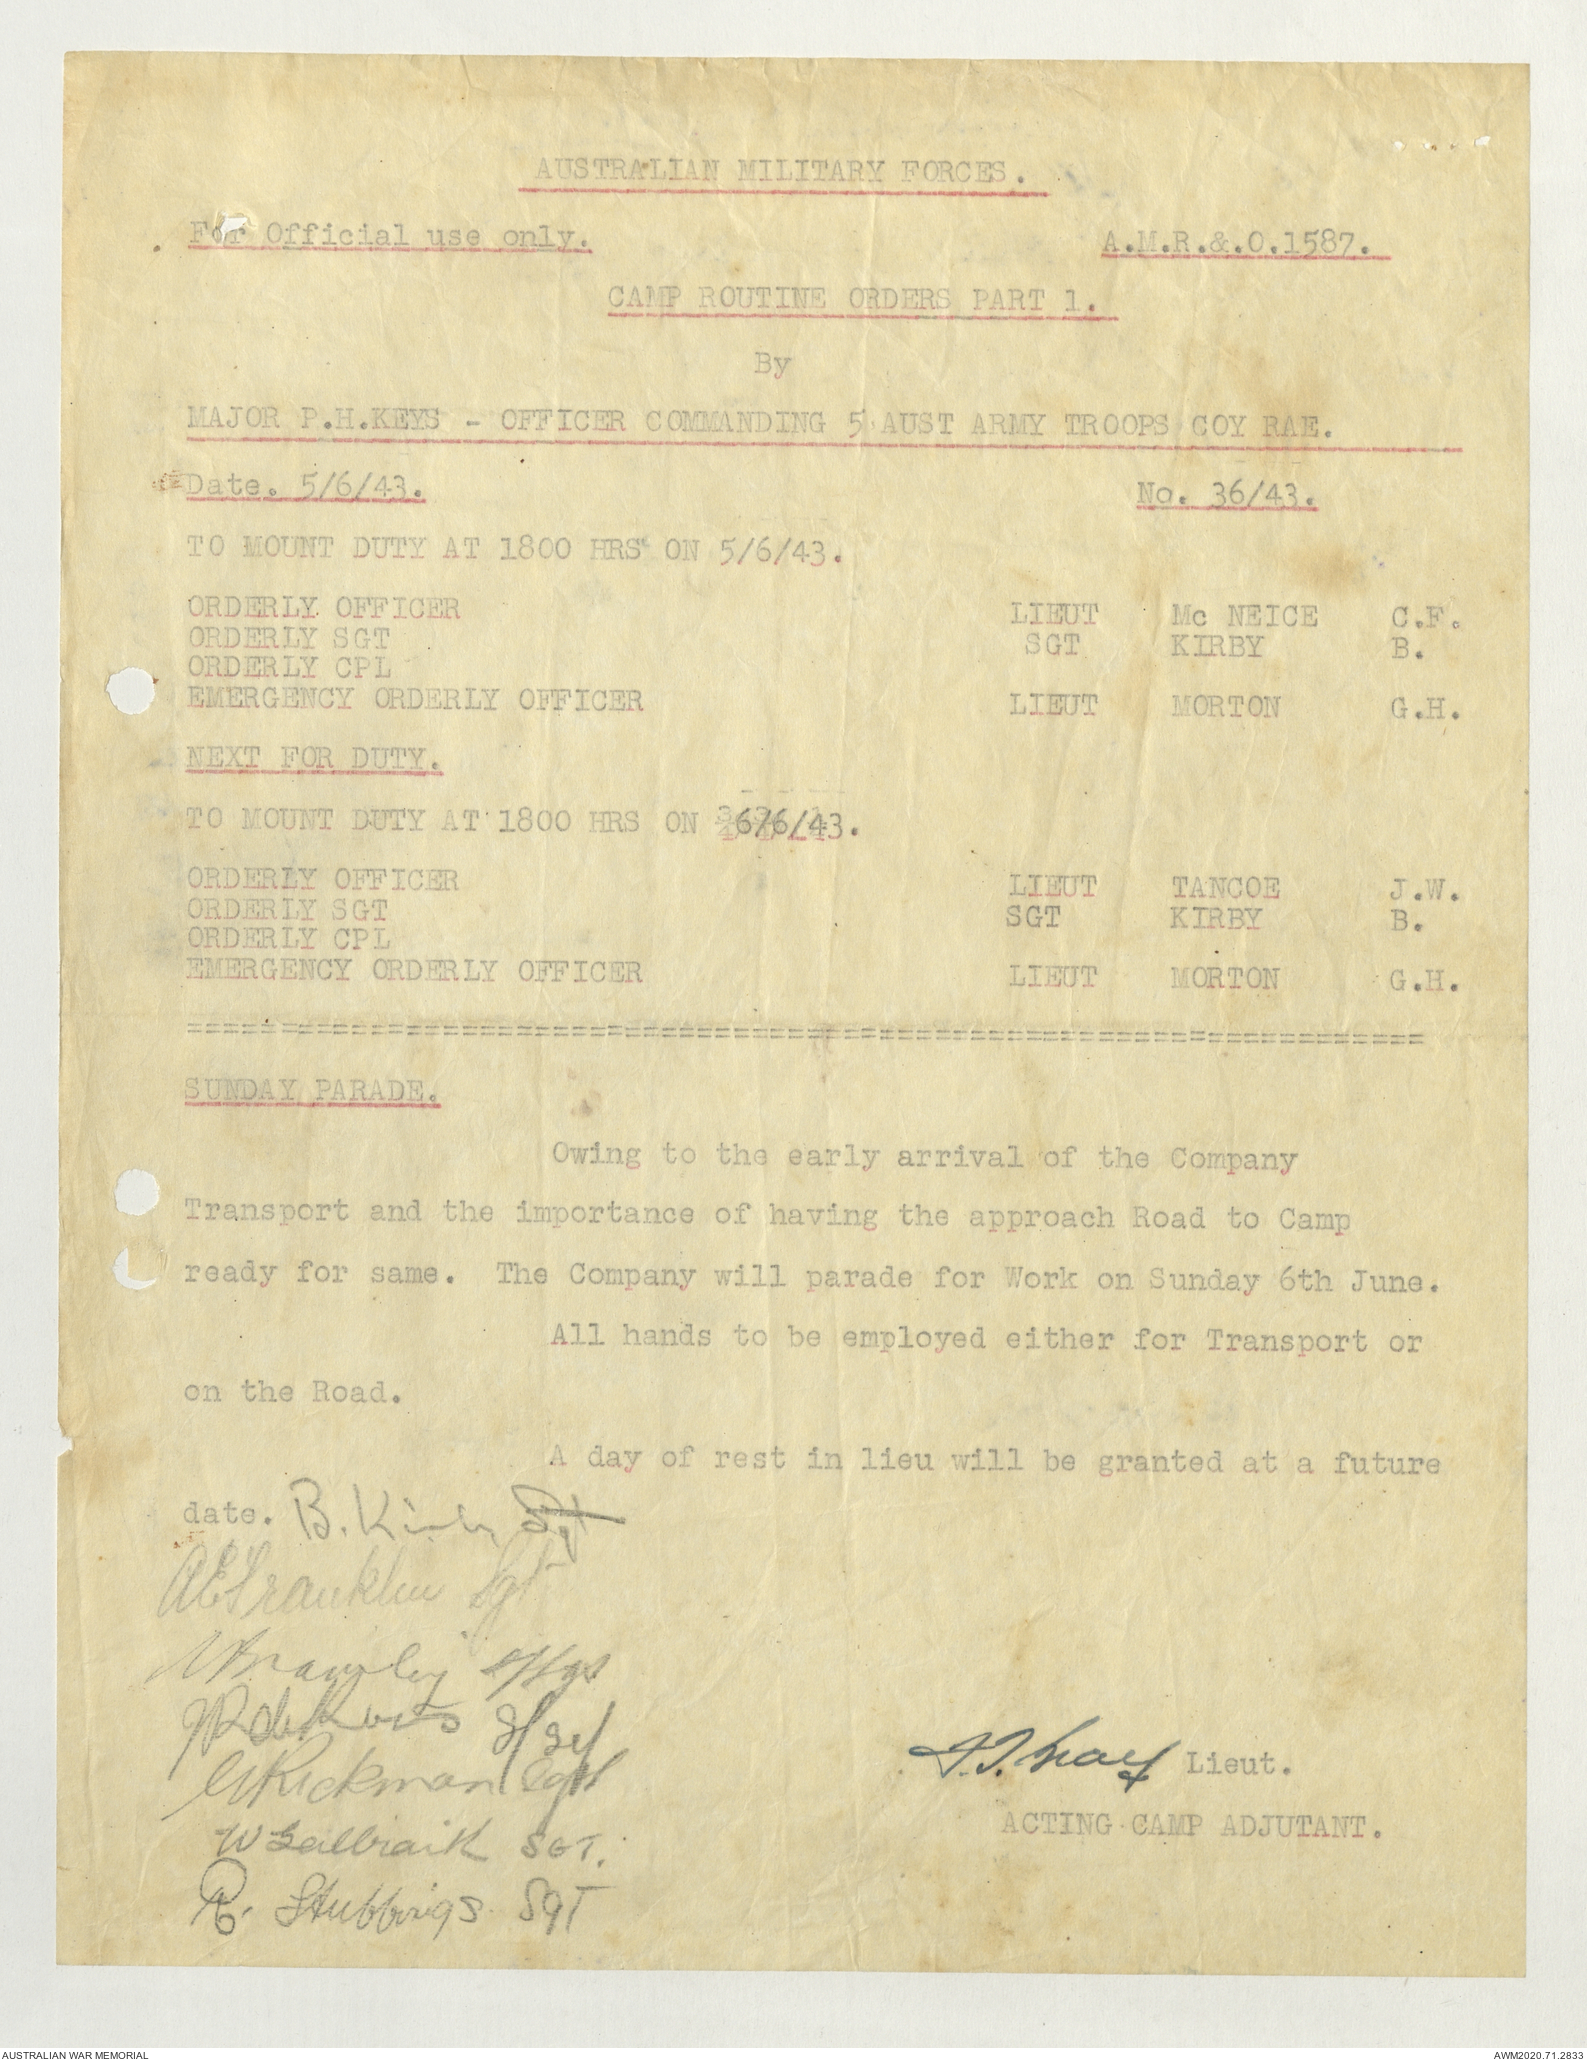 AUSTRALIAN MILITARY FORCES.
For Official use only. A.M.R.&.O.1587.
CAMP ROUTINE ORDERS PART 1.
By
MAJOR P.H.KEYS - OFFICER COMMANDING 5 AUST ARMY TROOPS COY RAE.
Date. 5/6/43. No. 36/43.
TO MOUNT DUTY AT 1800 HRS ON 5/6/43.
ORDERLY OFFICER LIEUT Mc NEICE C.F.
ORDERLY SGT SGT KIRBY B.
ORDERLY CPL
EMERGENCY ORDERLY OFFICER LIEUT MORTON G.H.
NEXT FOR DUTY.
TO MOUNT DUTY AT 1800 HRS ON 6/6/43.
ORDERLY OFFICER LIEUT TANCOE J.W.
ORDERLY SGT SGT KIRBY B.
ORDERLY CPL
EMERGENCY ORDERLY OFFICER LIEUT MORTON G.H.
====================================================================
SUNDAY PARADE.
Owing to the early arrival of the Company
Transport and the importance of having the approach Road to Camp
ready for same. The Company will parade for Work on Sunday 6th June.
All hands to be employed either for Transport or
on the Road.
A day of rest in lieu will be granted at a future
date. B. Kirby Sgt
A E Franklin Sgt
Rickman Sgt
Lieut.
W Galbraith SGT.
ACTING CAMP ADJUTANT.
R. Stubbings Sgt
AUSTRALIAN WAR MEMORIAL AWM2020.71.2833